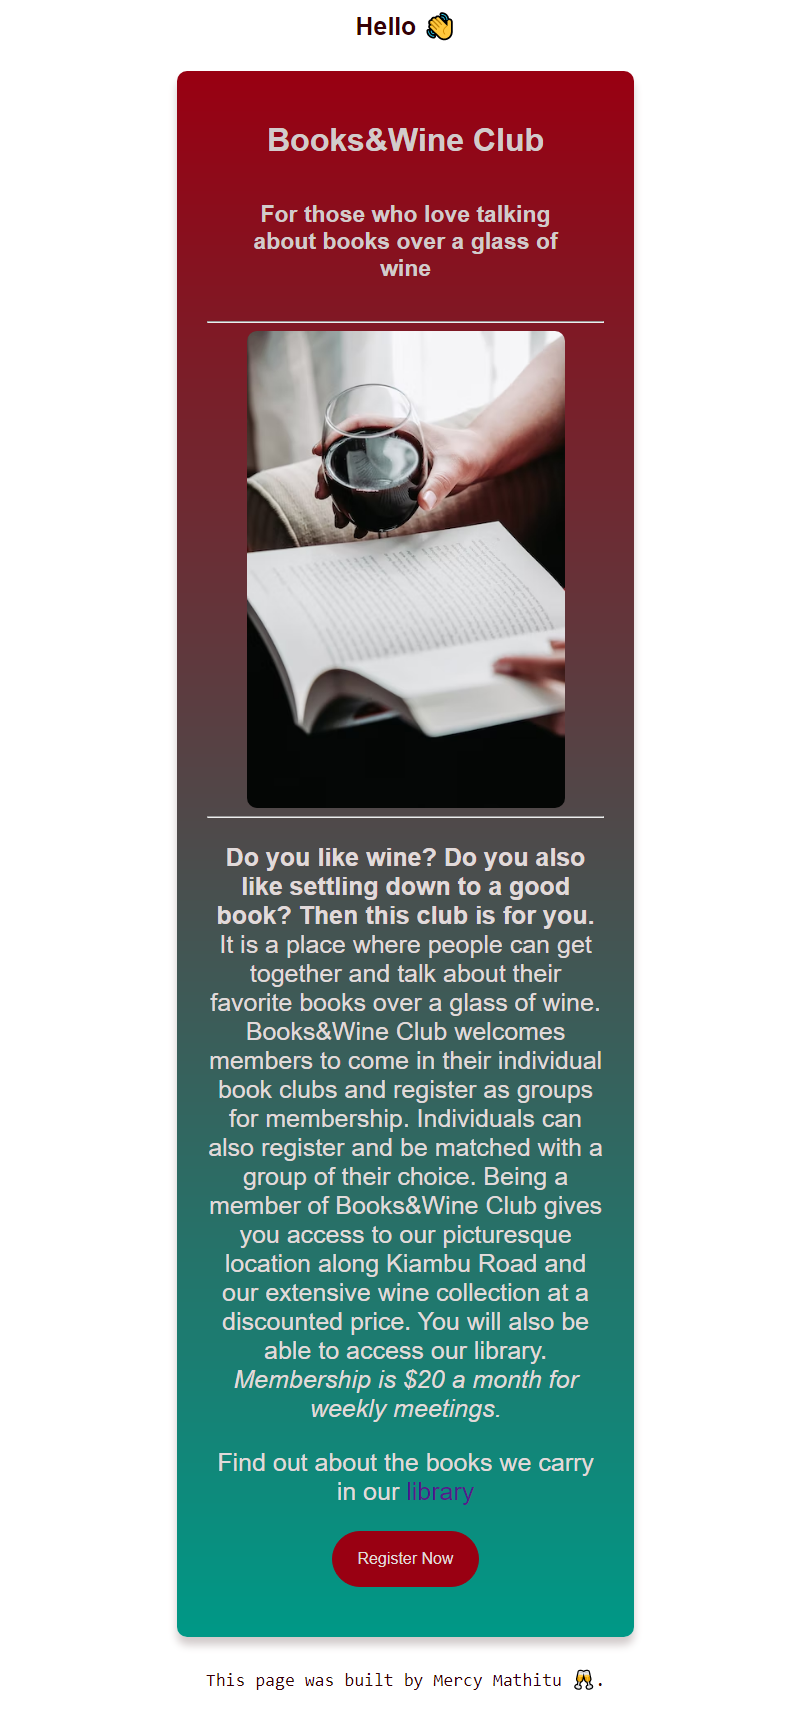 Hello 👋
Books&Wine Club
For those who love talking
about books over a glass of
wine
Do you like wine? Do you also
like settling down to a good
book? Then this club is for you.
It is a place where people can get
together and talk about their
favorite books over a glass of wine.
Books&Wine Club welcomes
members to come in their individual
book clubs and register as groups
for membership. Individuals can
also register and be matched with a
group of their choice. Being a
member of Books&Wine Club gives
you access to our picturesque
location along Kiambu Road and
our extensive wine collection at a
discounted price. You will also be
able to access our library.
Membership is $20 a month for
weekly meetings.
Find out about the books we carry
in our library
Register Now
This page was built by Mercy Mathitu 🥂.